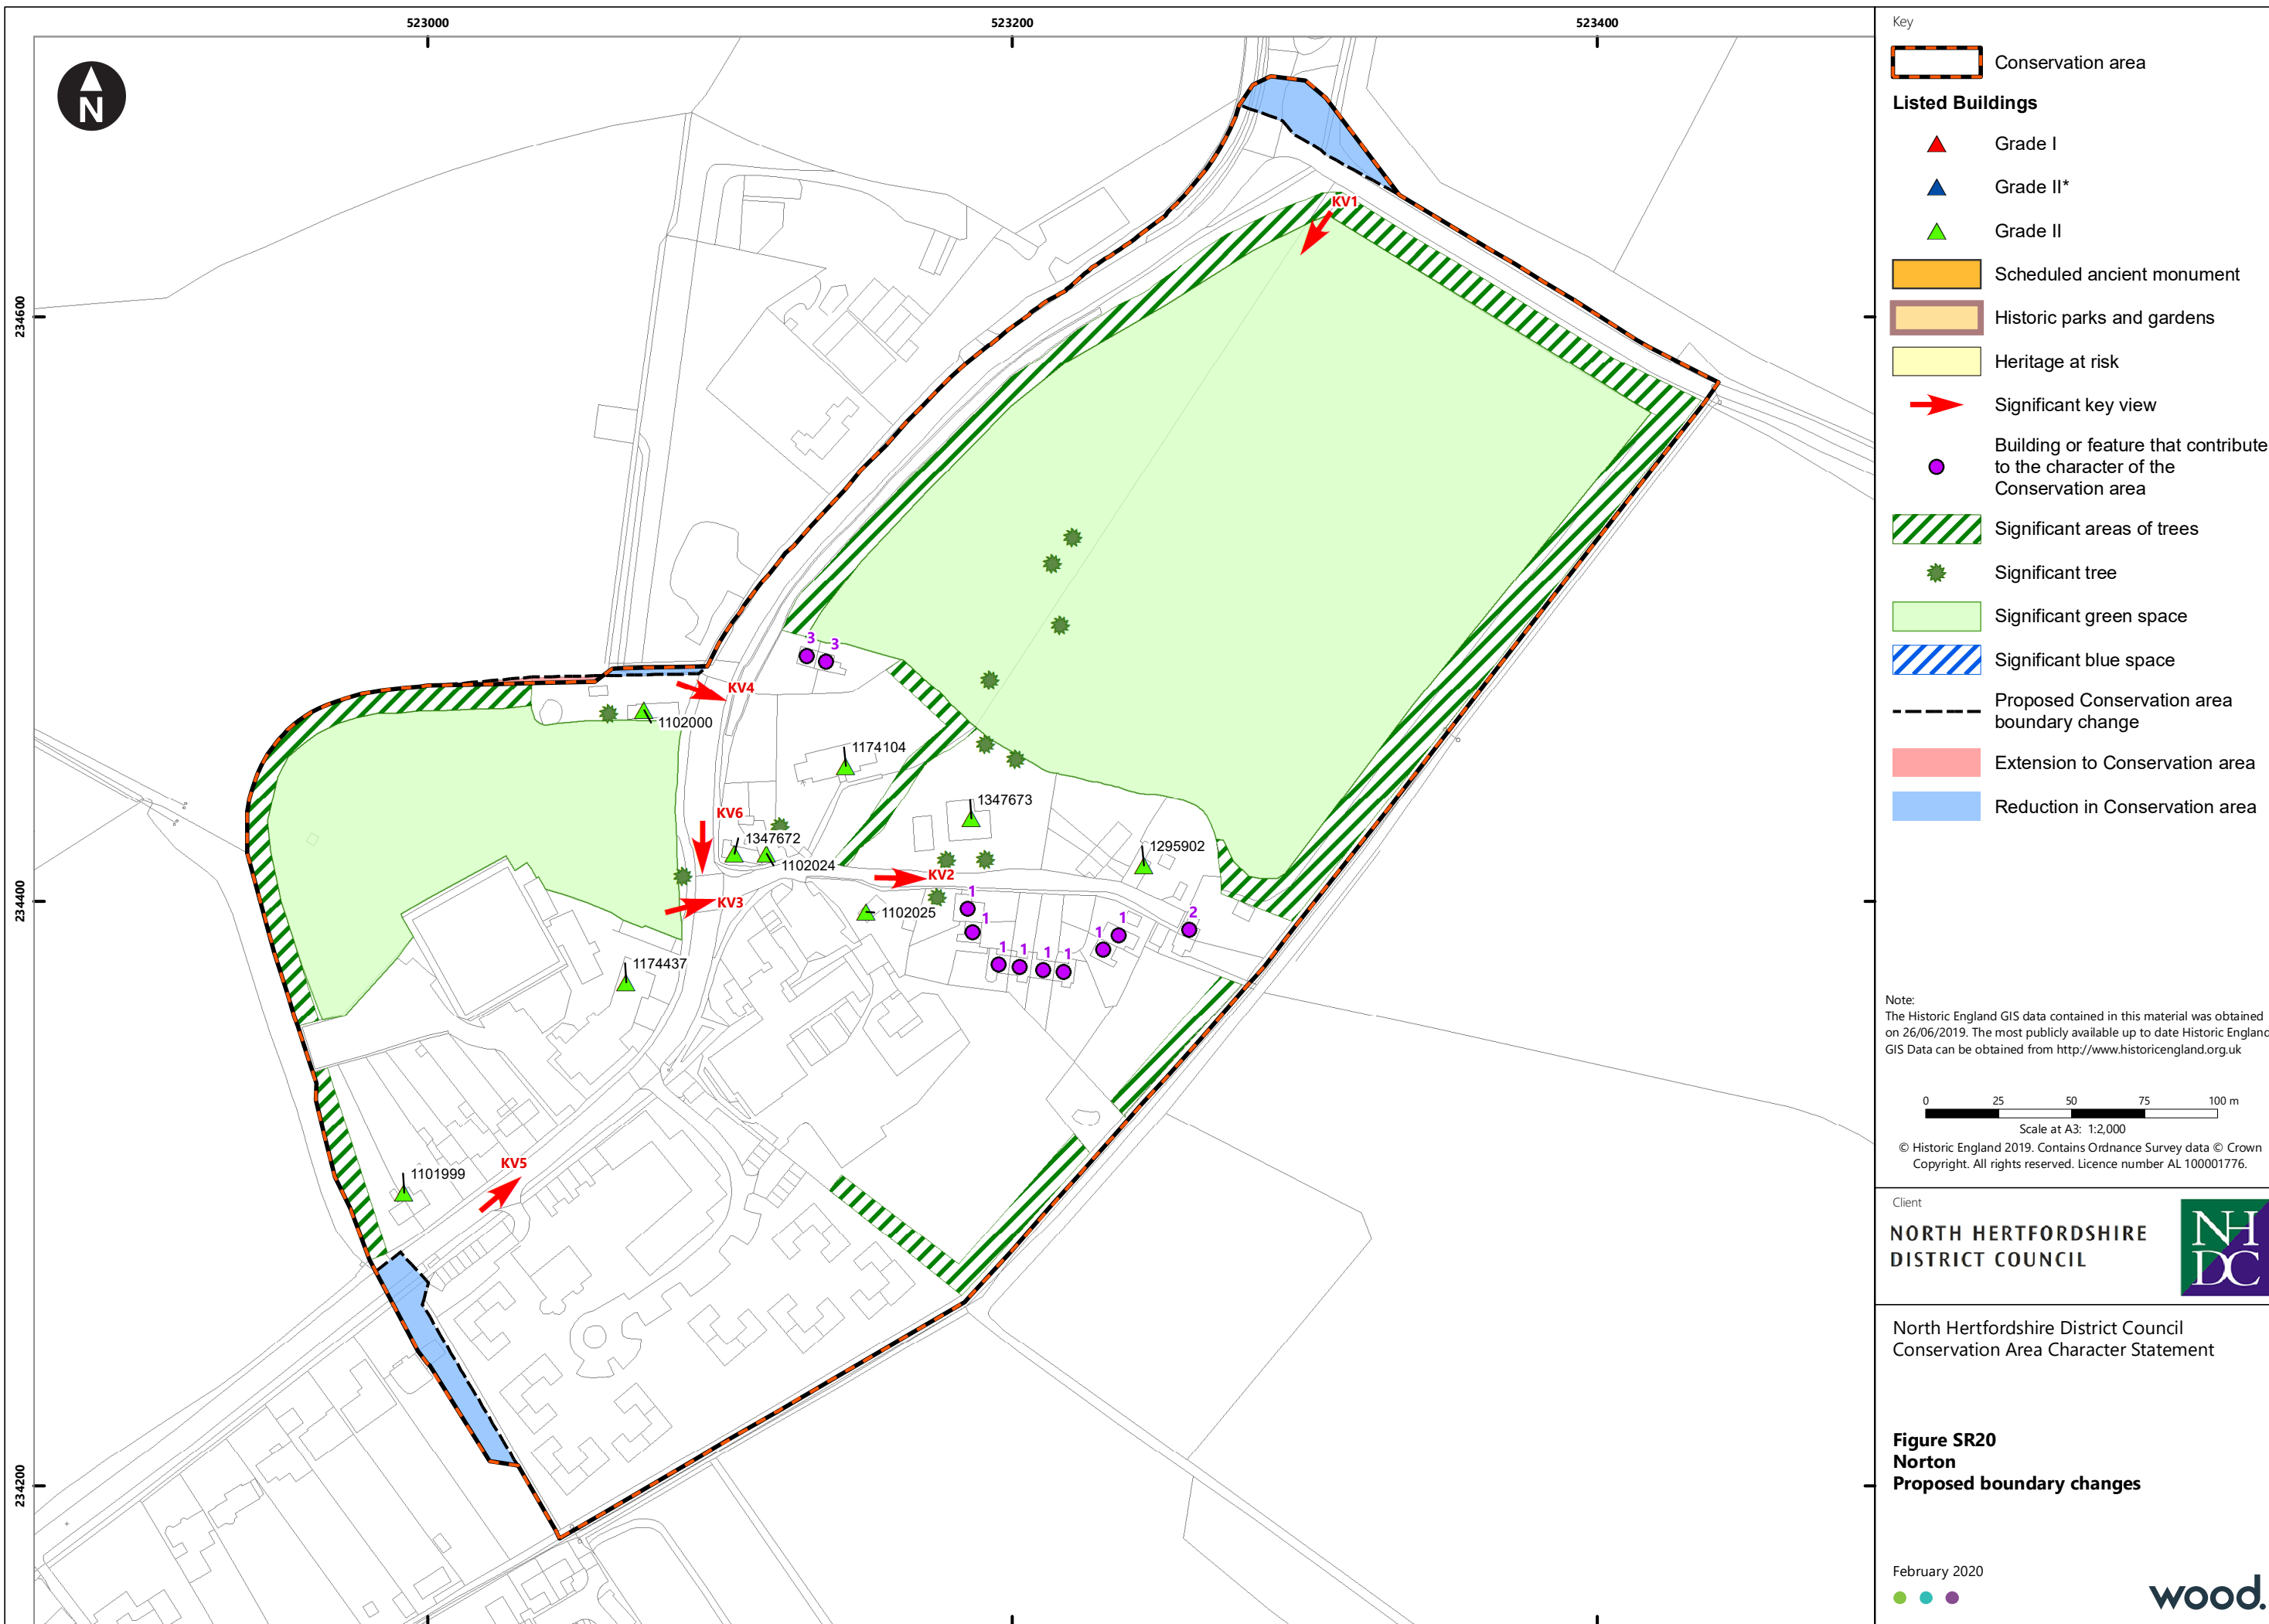 523000
523200
523400
N
234600
234400
234200
KV1
3
3
KV4
1102000
1174104
1347673
KV6
1347672
1102024
1295902
KV2
KV3
1102025
1
1
1
1
1
1
1
1
2
1174437
KV5
1101999
Key
Conservation area
Listed Buildings
Grade I
Grade II*
Grade II
Scheduled ancient monument
Historic parks and gardens
Heritage at risk
Significant key view
Building or feature that contribute
to the character of the
Conservation area
Significant areas of trees
Significant tree
Significant green space
Significant blue space
Proposed Conservation area
boundary change
Extension to Conservation area
Reduction in Conservation area
Note:
The Historic England GIS data contained in this material was obtained
on 26/06/2019. The most publicly available up to date Historic England
GIS Data can be obtained from http://www.historicengland.org.uk
0 25 50 75 100 m
Scale at A3: 1:2,000
© Historic England 2019. Contains Ordnance Survey data © Crown
Copyright. All rights reserved. Licence number AL 100001776.
Client
NORTH HERTFORDSHIRE
DISTRICT COUNCIL
NH
DC
North Hertfordshire District Council
Conservation Area Character Statement
Figure SR20
Norton
Proposed boundary changes
February 2020
wood.